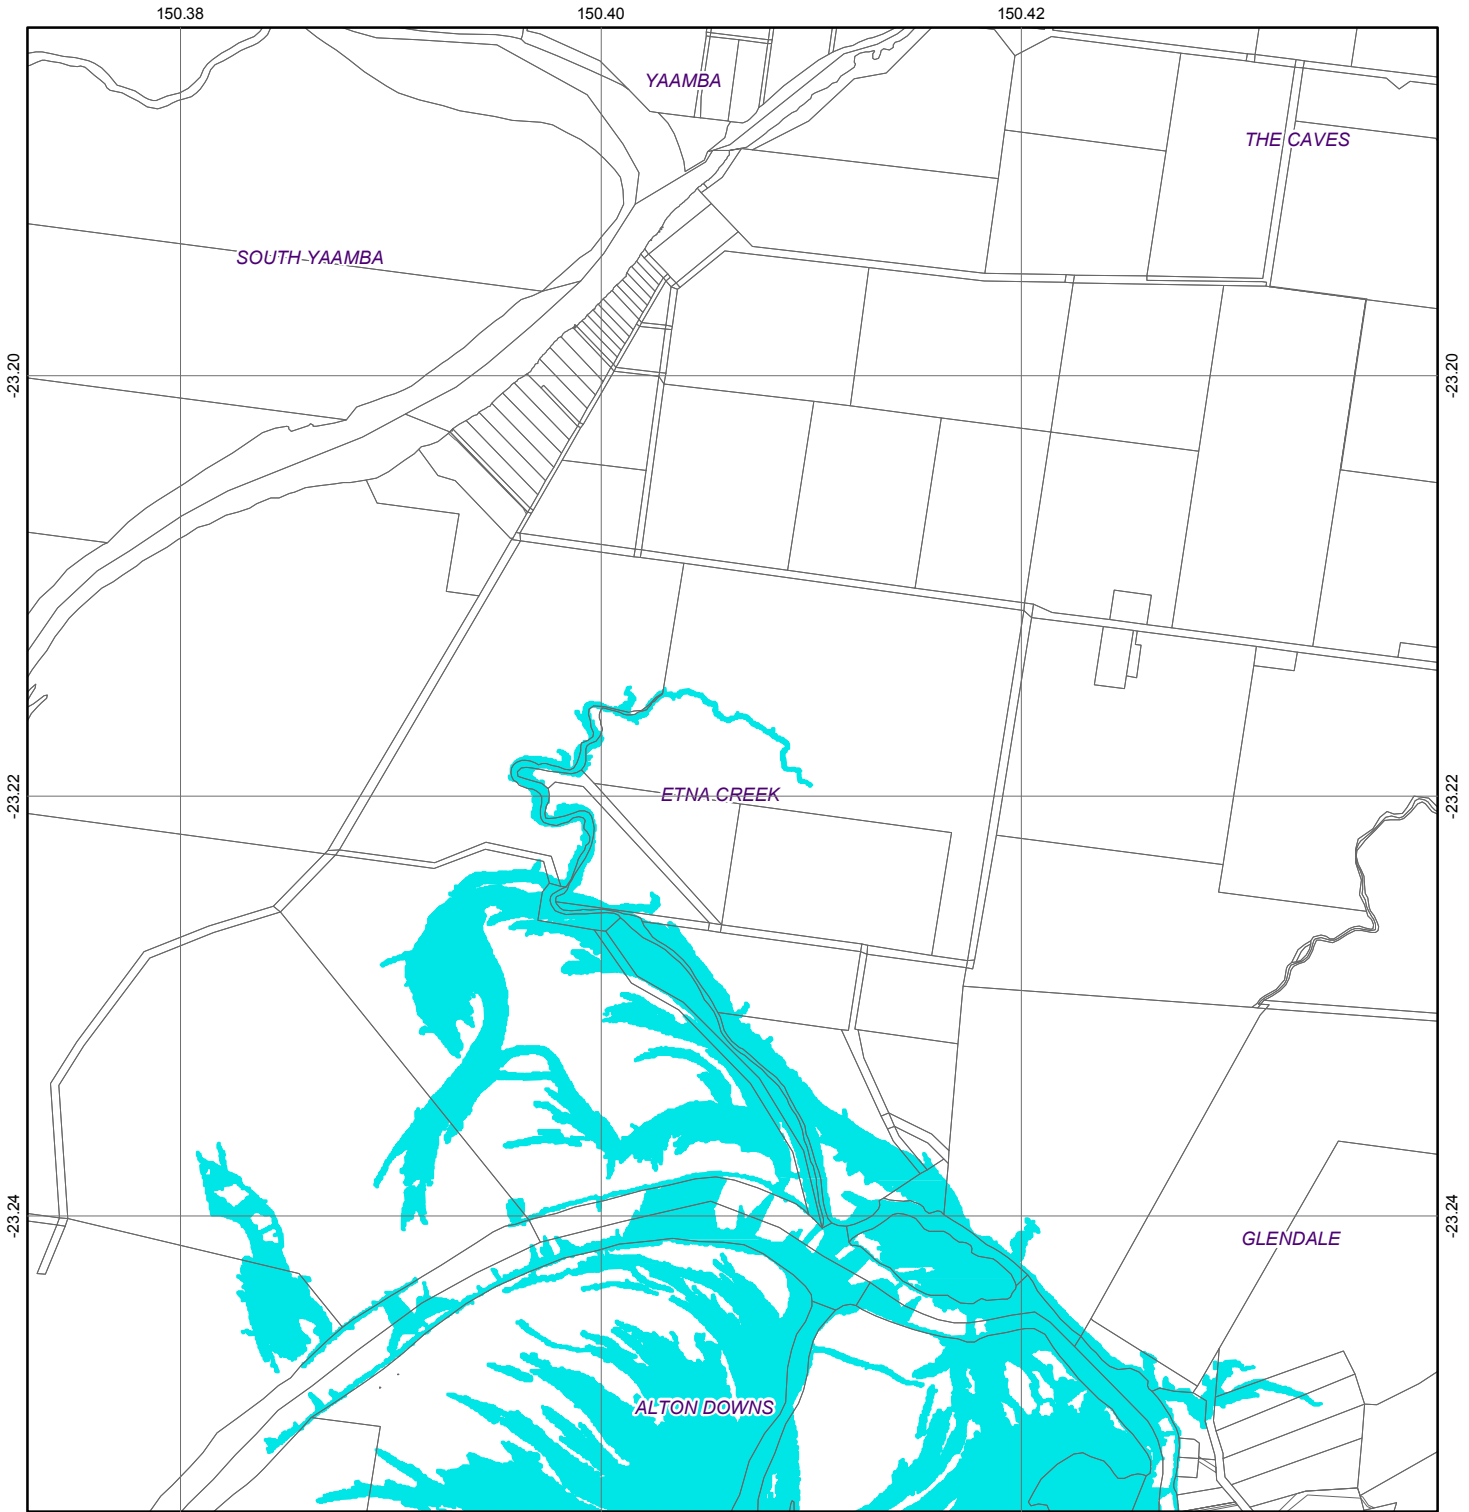 150.38
150.40
150.42
YAAMBA
THE CAVES
SOUTH YAAMBA
-23.20
-23.20
ETNA CREEK
-23.22
-23.22
-23.24
-23.24
GLENDALE
ALTON DOWNS